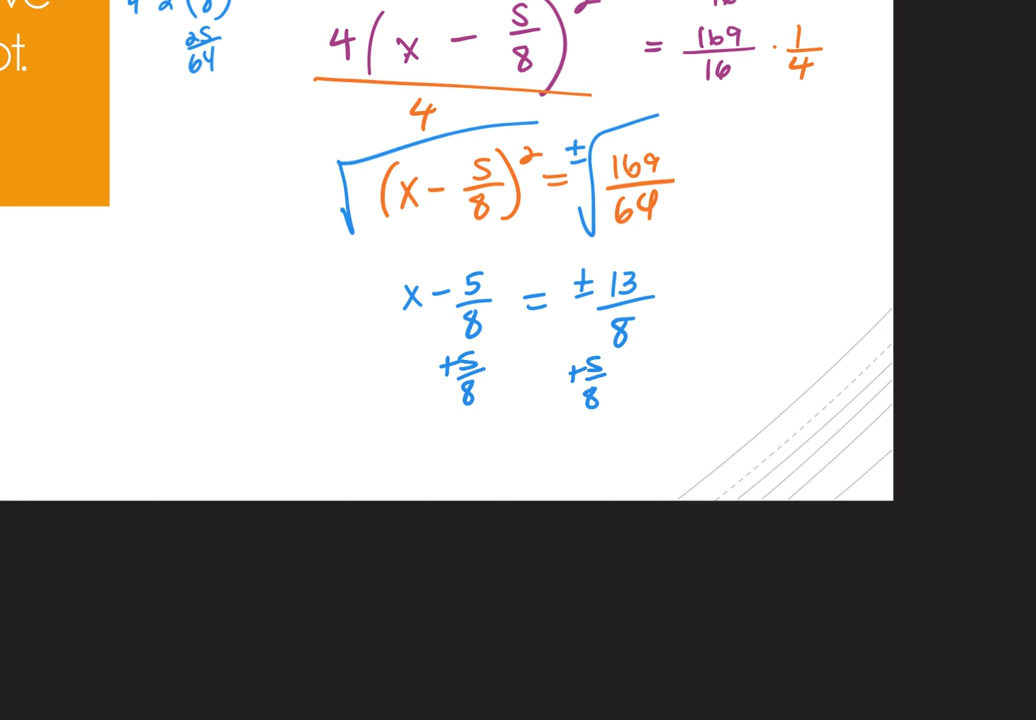 ot.
25/64
4(x - 5/8)² = 169/16 · 1/4
4
√(x - 5/8)² = ±√169/64
x - 5/8 = ± 13/8
+5/8 +5/8